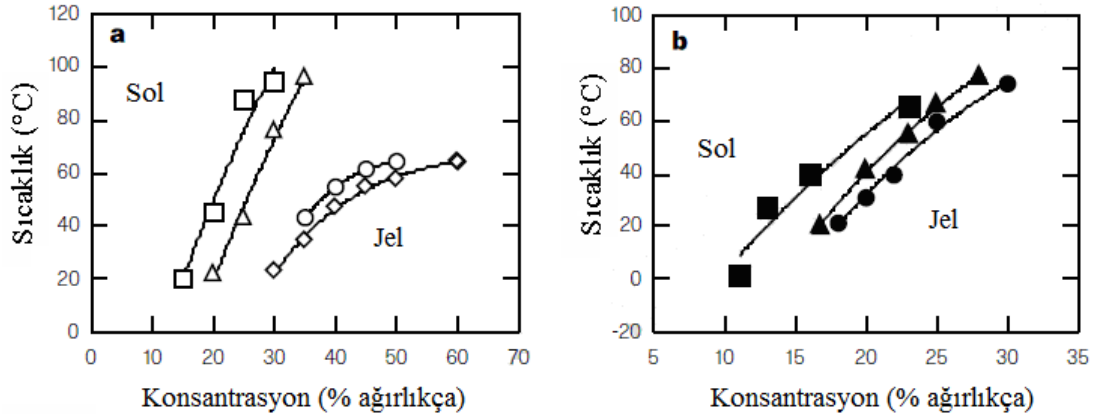 a
Sıcaklık (°C)
120
100
80
60
40
20
0
Sol
Jel
0 10 20 30 40 50 60 70
Konsantrasyon (% ağırlıkça)
b
Sıcaklık (°C)
100
80
60
40
20
0
-20
Sol
Jel
5 10 15 20 25 30 35
Konsantrasyon (% ağırlıkça)